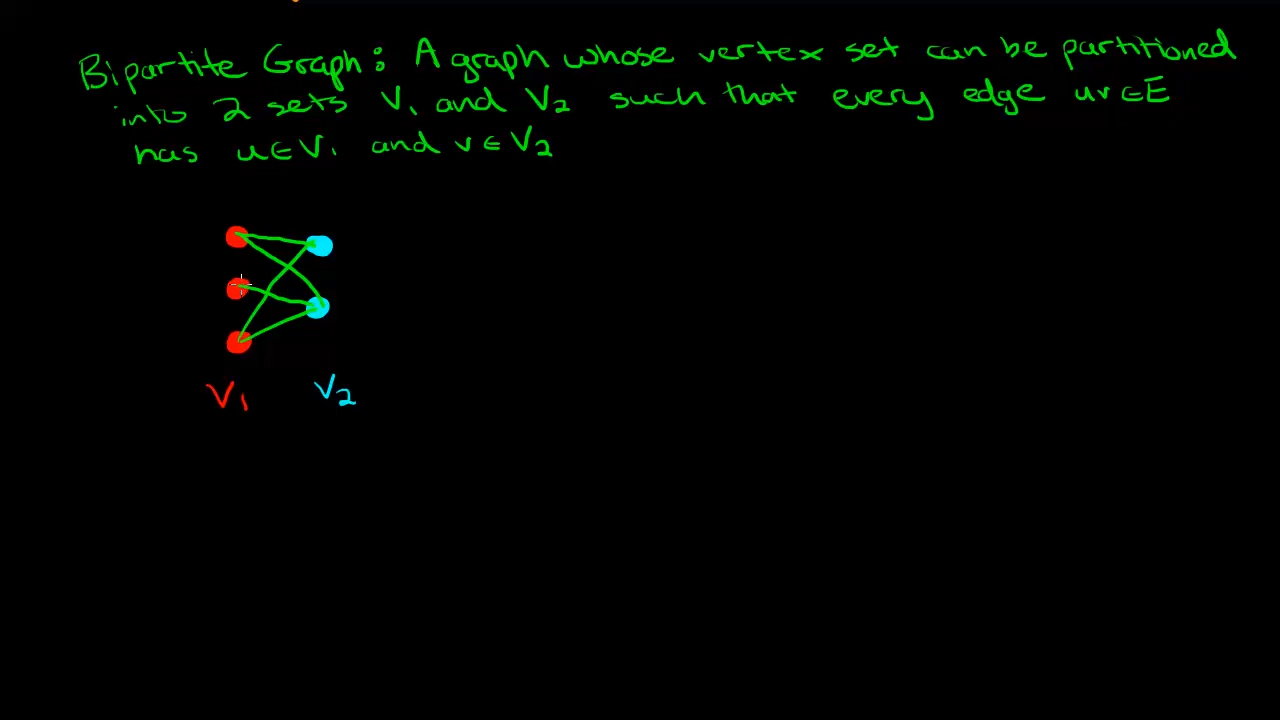 Bipartite Graph: A graph whose vertex set can be partitioned
into 2 sets V₁ and V₂ such that every edge uv∈E
has u∈V₁ and v∈V₂
V₁ V₂